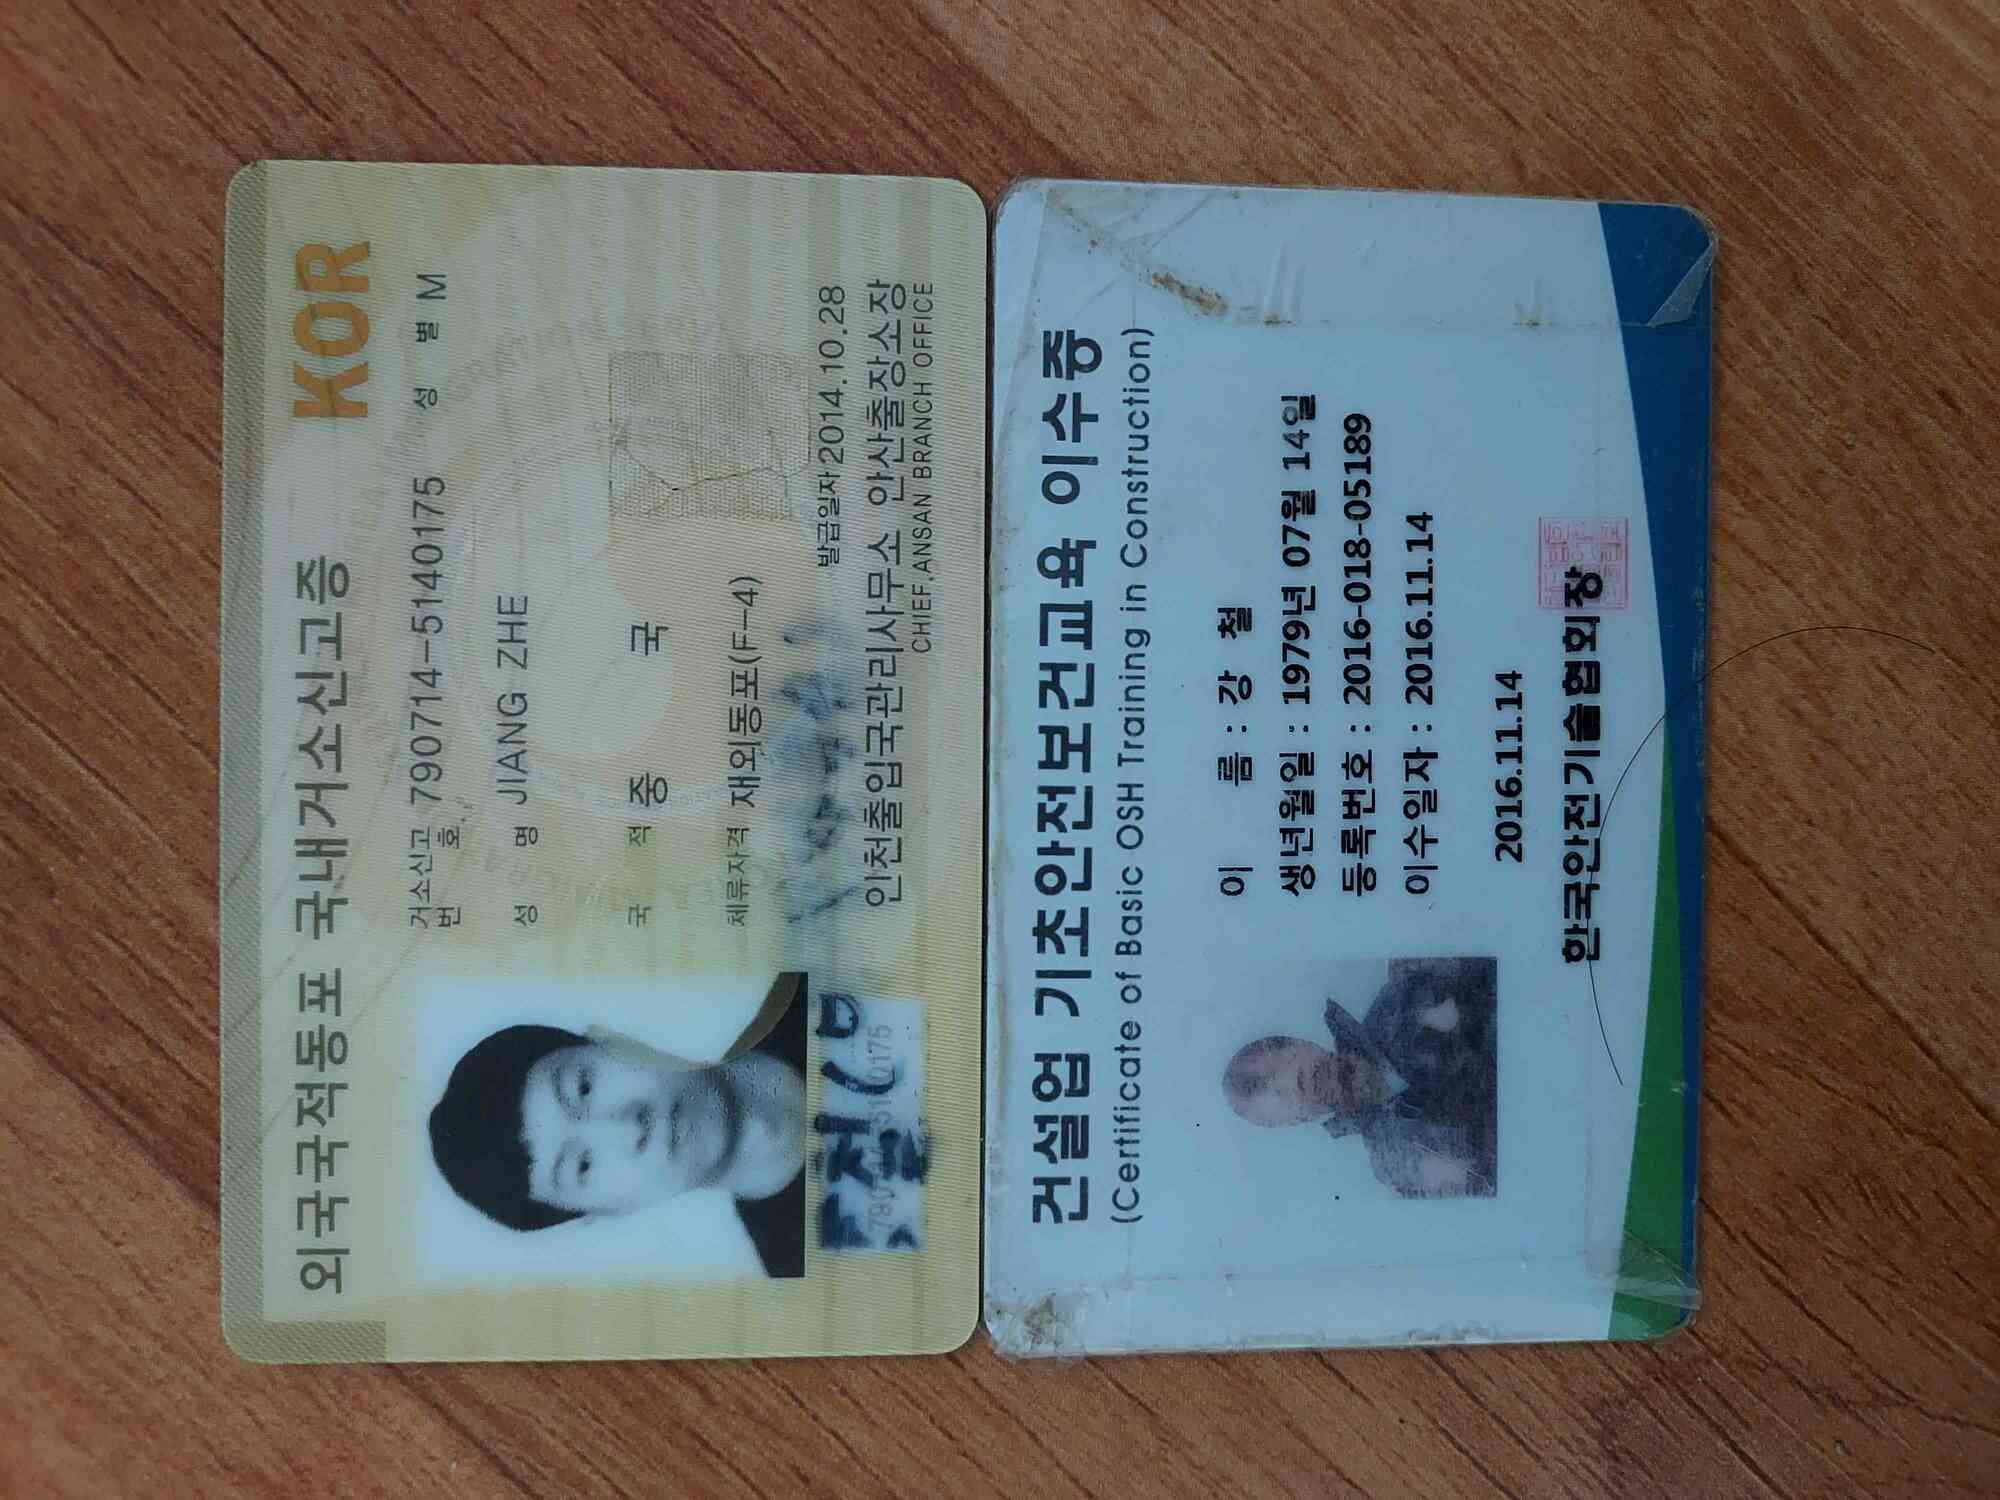 외국국적동포 국내거소신고증
KOR
거소신고번호. 790714-5140175 성 별 M
성 명 JIANG ZHE
국 적 중 국
체류자격 재외동포(F-4)
발급일자 2014.10.28
인천출입국관리사무소 안산출장소장
CHIEF,ANSAN BRANCH OFFICE
건설업 기초안전보건교육 이수증
(Certificate of Basic OSH Training in Construction)
이 름 : 강 철
생년월일 : 1979년 07월 14일
등록번호 : 2016-018-05189
이수일자 : 2016.11.14
2016.11.14
한국안전기술협회장